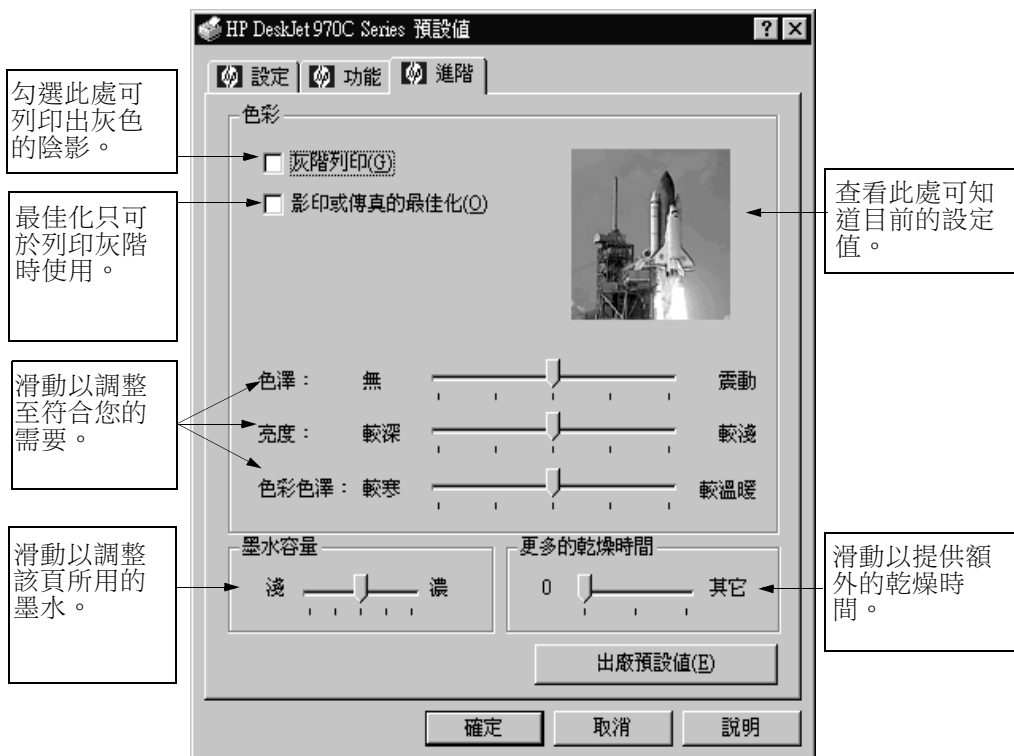 HP DeskJet 970C Series 預設值
設定
功能
進階
勾選此處可
列印出灰色
的陰影。
最佳化只可
於列印灰階
時使用。
滑動以調整
至符合您的
需要。
滑動以調整
該頁所用的
墨水。
色彩
灰階列印(G)
影印或傳真的最佳化(O)
色澤： 無 震動
亮度： 較深 較淺
色彩色澤： 較寒 較溫暖
墨水容量
淺 濃
更多的乾燥時間
0 其它
出廠預設值(E)
確定
取消
說明
查看此處可知
道目前的設定
值。
滑動以提供額
外的乾燥時
間。